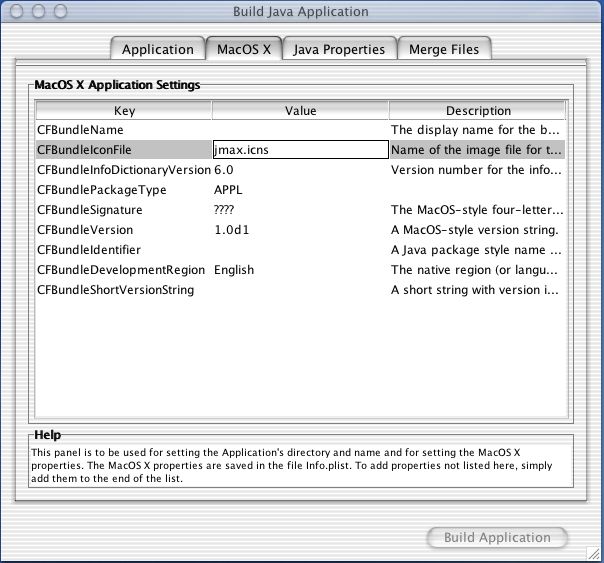 Build Java Application
Application MacOS X Java Properties Merge Files
MacOS X Application Settings
Key Value Description
CFBundleName The display name for the b...
CFBundleIconFile jmax.icns Name of the image file for t...
CFBundleInfoDictionaryVersion 6.0 Version number for the info...
CFBundlePackageType APPL
CFBundleSignature ???? The MacOS-style four-letter...
CFBundleVersion 1.0d1 A MacOS-style version string.
CFBundleIdentifier A Java package style name ...
CFBundleDevelopmentRegion English The native region (or langu...
CFBundleShortVersionString A short string with version i...
Help
This panel is to be used for setting the Application's directory and name and for setting the MacOS X
properties. The MacOS X properties are saved in the file Info.plist. To add properties not listed here, simply
add them to the end of the list.
Build Application